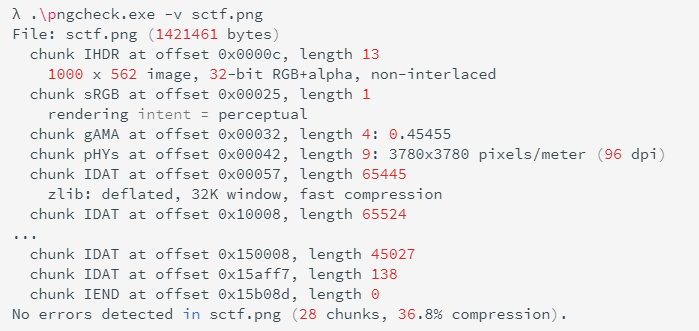 λ .\pngcheck.exe -v sctf.png
File: sctf.png (1421461 bytes)
  chunk IHDR at offset 0x0000c, length 13
    1000 x 562 image, 32-bit RGB+alpha, non-interlaced
  chunk sRGB at offset 0x00025, length 1
    rendering intent = perceptual
  chunk gAMA at offset 0x00032, length 4: 0.45455
  chunk pHYs at offset 0x00042, length 9: 3780x3780 pixels/meter (96 dpi)
  chunk IDAT at offset 0x00057, length 65445
    zlib: deflated, 32K window, fast compression
  chunk IDAT at offset 0x10008, length 65524
...
  chunk IDAT at offset 0x150008, length 45027
  chunk IDAT at offset 0x15aff7, length 138
  chunk IEND at offset 0x15b08d, length 0
No errors detected in sctf.png (28 chunks, 36.8% compression).